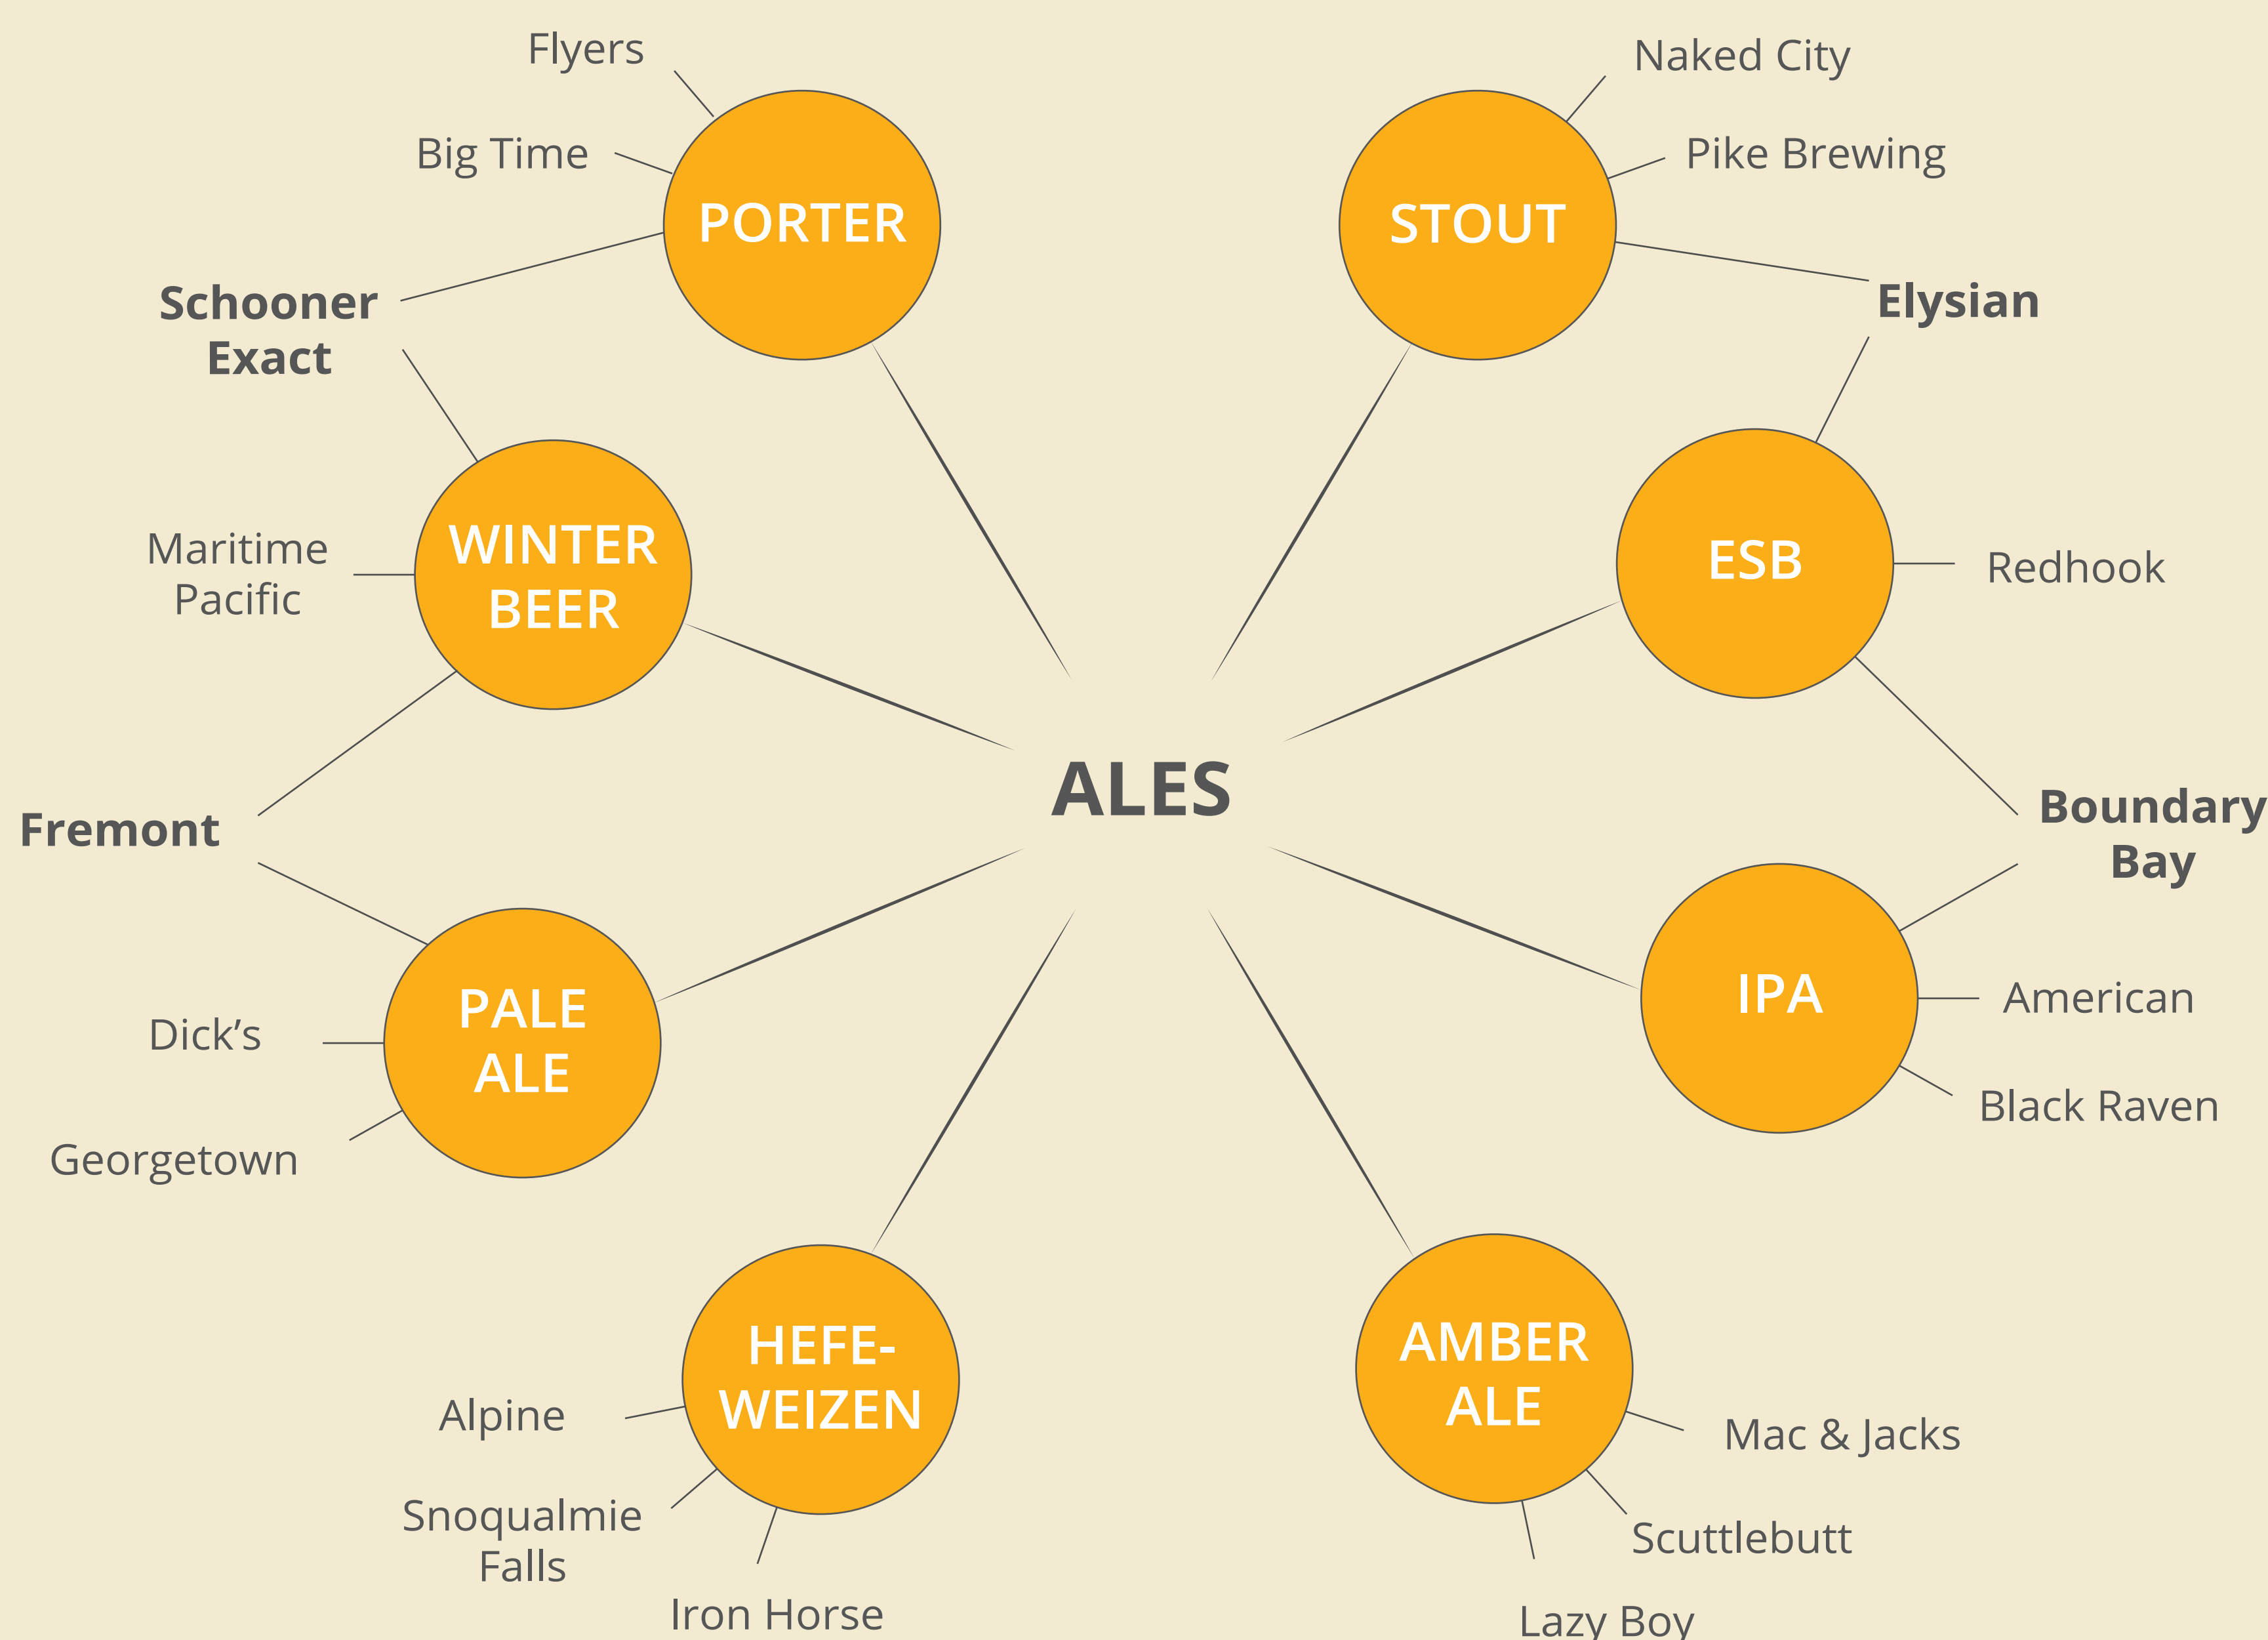 Flyers
Naked City
Big Time
Pike Brewing
PORTER
STOUT
Schooner
Exact
Elysian
WINTER
BEER
ESB
Maritime
Pacific
Redhook
ALES
Fremont
Boundary
Bay
PALE
ALE
IPA
American
Dick’s
Black Raven
Georgetown
HEFE-
WEIZEN
AMBER
ALE
Alpine
Mac & Jacks
Snoqualmie
Falls
Scuttlebutt
Iron Horse
Lazy Boy